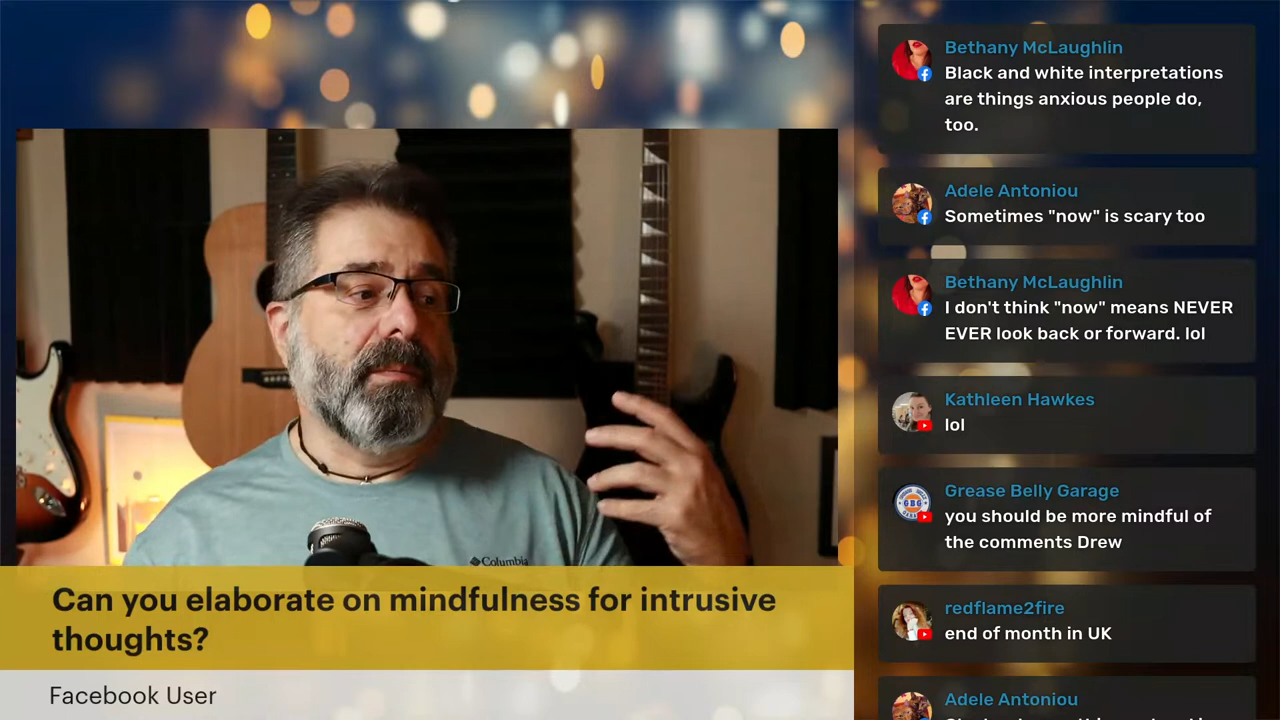 Bethany McLaughlin
Black and white interpretations
are things anxious people do,
too.
Adele Antoniou
Sometimes "now" is scary too
Bethany McLaughlin
I don't think "now" means NEVER
EVER look back or forward. lol
Kathleen Hawkes
lol
Grease Belly Garage
you should be more mindful of
the comments Drew
redflame2fire
end of month in UK
Adele Antoniou
Columbia
Can you elaborate on mindfulness for intrusive
thoughts?
Facebook User
GBG